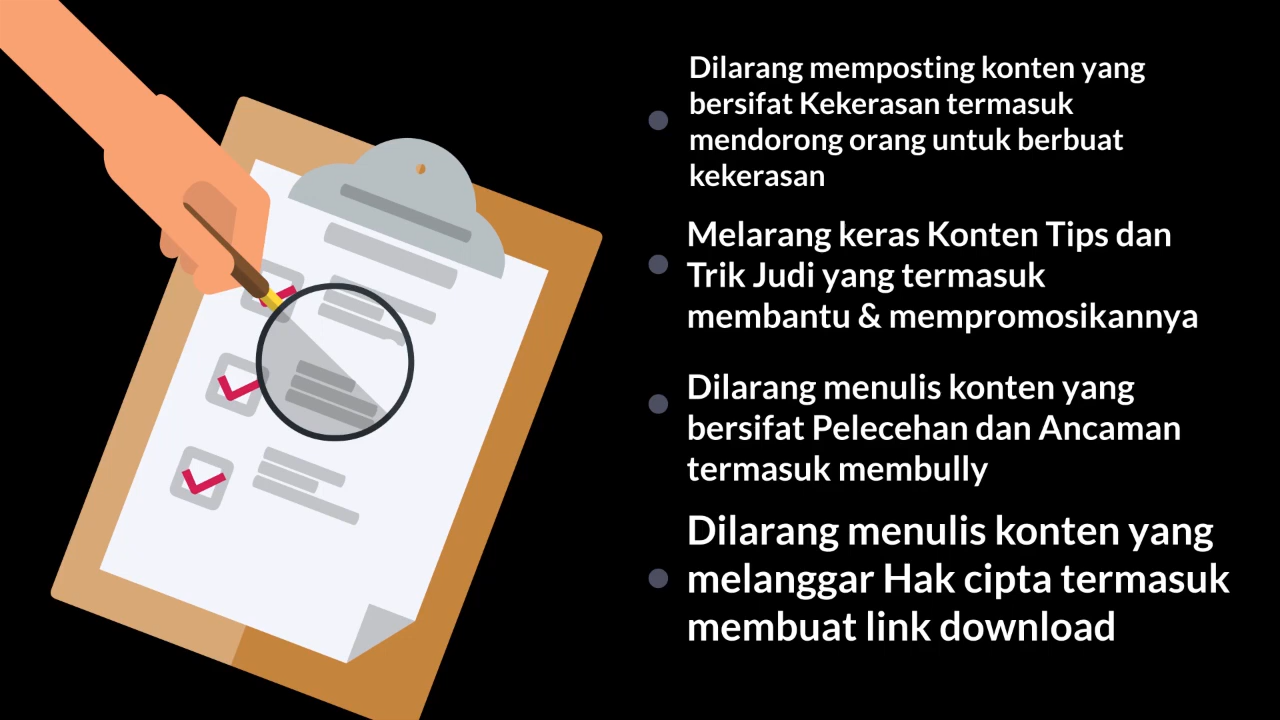 Dilarang memposting konten yang
bersifat Kekerasan termasuk
mendorong orang untuk berbuat
kekerasan
Melarang keras Konten Tips dan
Trik Judi yang termasuk
membantu & mempromosikannya
Dilarang menulis konten yang
bersifat Pelecehan dan Ancaman
termasuk membully
Dilarang menulis konten yang
melanggar Hak cipta termasuk
membuat link download